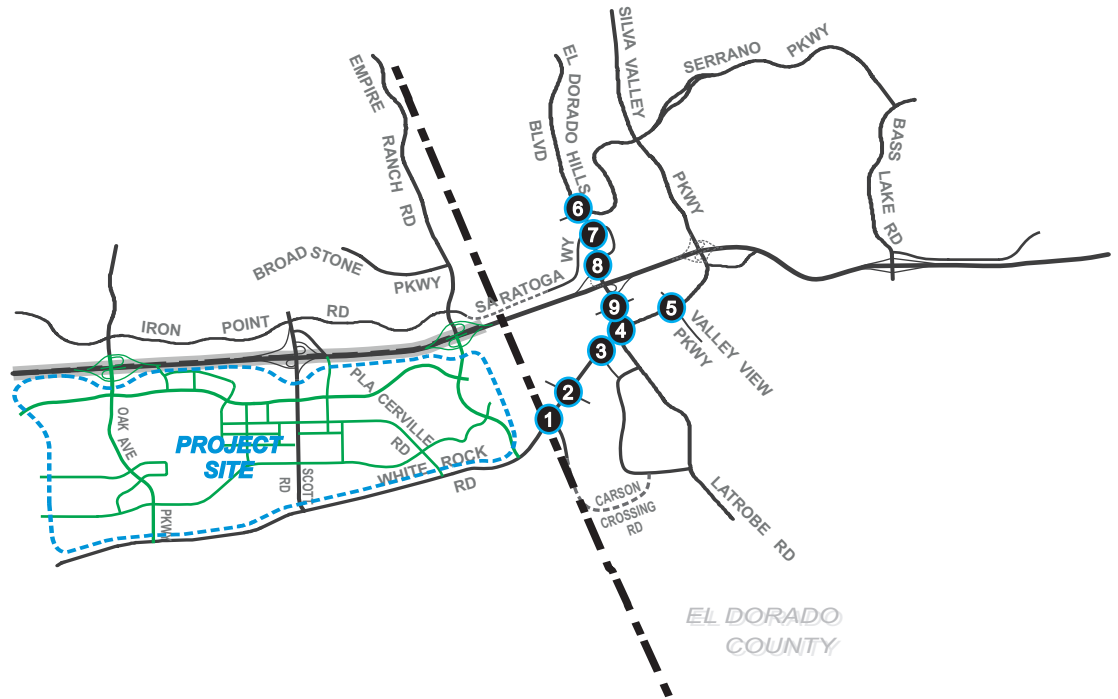 SILVA VALLEY
PKWY
SERRANO PKWY
EL DORADO HILLS
BLVD
EMPIRE RANCH RD
BASS LAKE RD
6
7
WY
8
BROAD STONE
PKWY
SARATOGA
9
5
4
VALLEY VIEW
PKWY
IRON POINT RD
3
2
1
PLA CERVILLE
RD
OAK AVE
PKWY
PROJECT
SITE
WHITE ROCK
RD
SCOTT
RD
CARSON
CROSSING
RD
LATROBE RD
EL DORADO
COUNTY